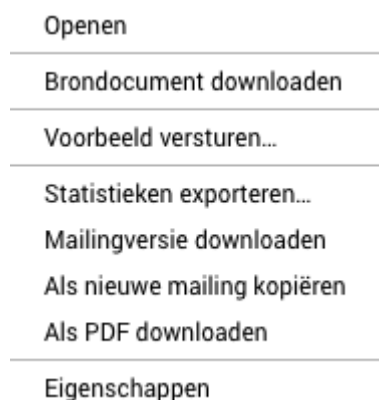 Openen
Brondocument downloaden
Voorbeeld versturen…
Statistieken exporteren…
Mailingversie downloaden
Als nieuwe mailing kopiëren
Als PDF downloaden
Eigenschappen